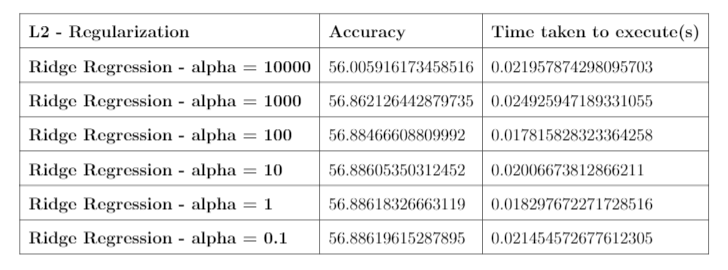 L2 - Regularization Accuracy Time taken to execute(s)
Ridge Regression - alpha = 10000 56.005916173458516 0.021957874298095703
Ridge Regression - alpha = 1000 56.862126442879735 0.024925947189331055
Ridge Regression - alpha = 100 56.88466608809992 0.017815828323364258
Ridge Regression - alpha = 10 56.88605350312452 0.02006673812866211
Ridge Regression - alpha = 1 56.88618326663119 0.018297672271728516
Ridge Regression - alpha = 0.1 56.88619615287895 0.021454572677612305